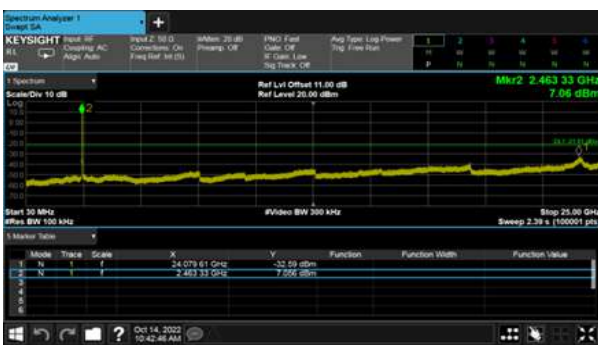 Spectrum Analyzer 1
Swept SA
+
KEYSIGHT Input: RF Input Z: 50 Ω #Atten: 20 dB PNO: Fast Avg Type: Log-Power 1 2 3 4 5 6
RL Coupling: AC Corrections: On Preamp: Off Gate: Off Trig: Free Run
Align: Auto Freq Ref: Int (S) IF Gain: Low
Sig Track: Off P N N N N N
1 Spectrum Ref Lvl Offset 11.00 dB Mkr2 2.463 33 GHz
Scale/Div 10 dB Ref Level 20.00 dBm 7.06 dBm
Log
2
1
Start 30 MHz #Video BW 300 kHz Stop 25.00 GHz
#Res BW 100 kHz Sweep 2.39 s (100001 pts)
5 Marker Table
Mode Trace Scale X Y Function Function Width Function Value
1 N 1 f 24.079 61 GHz -32.59 dBm
2 N 1 f 2.463 33 GHz 7.056 dBm
3
4
5
6
? Oct 14, 2022
10:42:46 AM